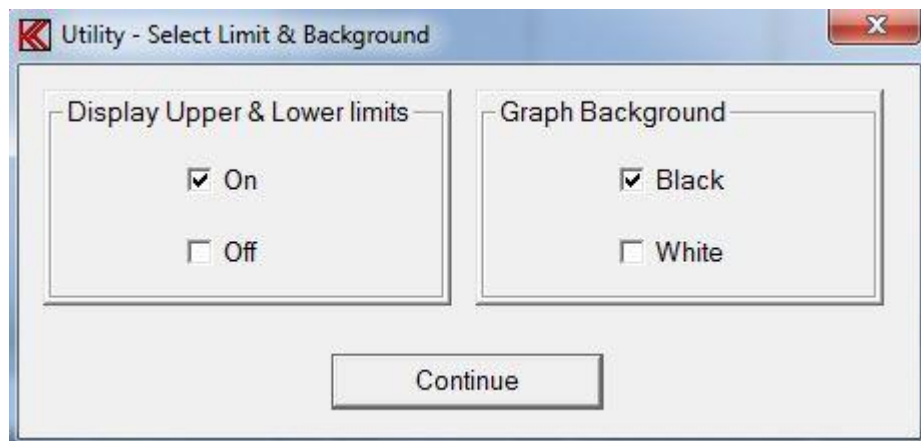 Utility - Select Limit & Background
Display Upper & Lower limits
On
Off
Graph Background
Black
White
Continue